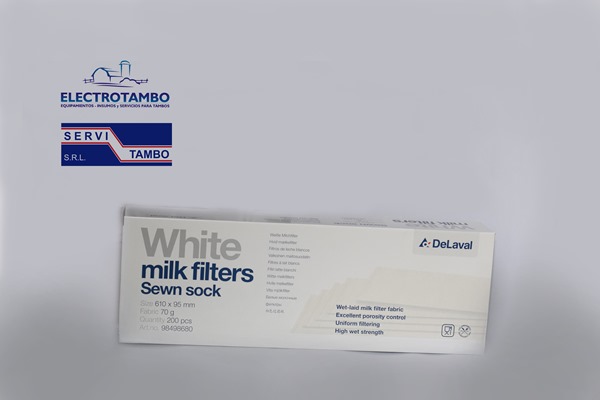 ELECTROTAMBO
EQUIPAMIENTOS - INSUMOS y SERVICIOS PARA TAMBOS
SERVI
S.R.L.
TAMBO
White
milk filters
Sewn sock
Size 610 x 95 mm
Fabric 70 g
Quantity 200 pcs
Art.no. 98498680
DeLaval
Wet-laid milk filter fabric
Excellent porosity control
Uniform filtering
High wet strength